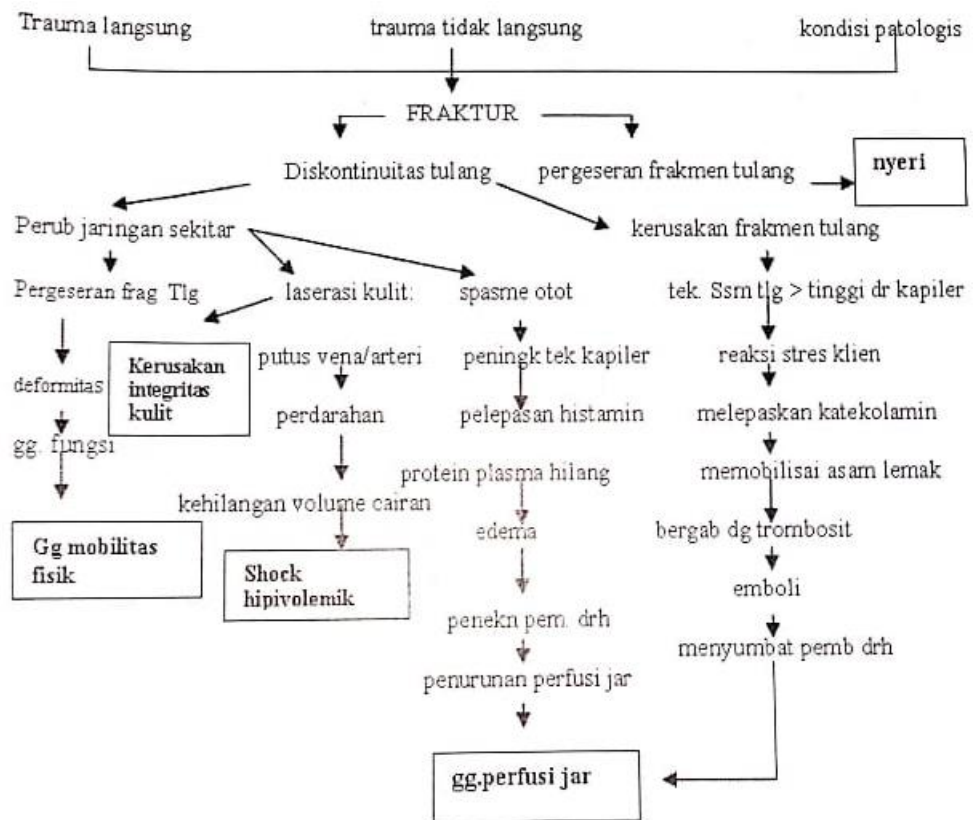 Trauma langsung
trauma tidak langsung
kondisi patologis
FRAKTUR
Diskontinuitas tulang
pergeseran frakmen tulang
nyeri
Perub jaringan sekitar
kerusakan frakmen tulang
Pergeseran frag Tlg
laserasi kulit:
spasme otot
tek. Ssm tlg > tinggi dr kapiler
Kerusakan
integritas
kulit
putus vena/arteri
peningk tek kapiler
reaksi stres klien
deformitas
perdarahan
pelepasan histamin
melepaskan katekolamin
gg. fungsi
protein plasma hilang
memobilisai asam lemak
kehilangan volume cairan
edema
bergab dg trombosit
Gg mobilitas
fisik
Shock
hipivolemik
emboli
penekn pem. drh
menyumbat pemb drh
penurunan perfusi jar
gg.perfusi jar